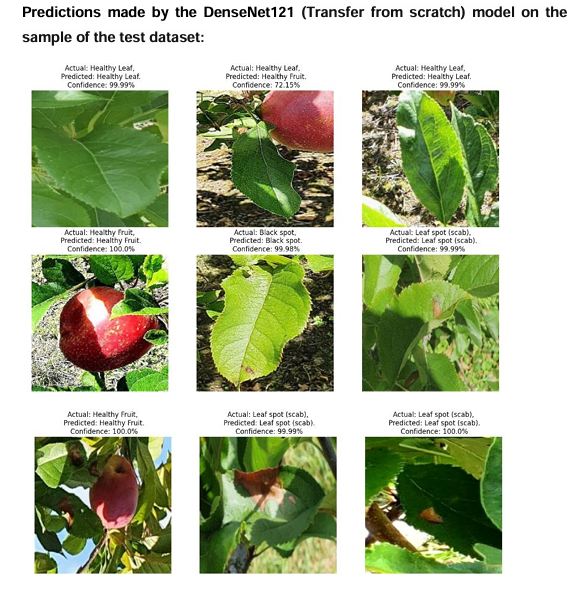 Predictions made by the DenseNet121 (Transfer from scratch) model on the
sample of the test dataset:
Actual: Healthy Leaf,
Predicted: Healthy Leaf.
Confidence: 99.99%
Actual: Healthy Leaf,
Predicted: Healthy Fruit.
Confidence: 72.15%
Actual: Healthy Leaf,
Predicted: Healthy Leaf.
Confidence: 99.99%
Actual: Healthy Fruit,
Predicted: Healthy Fruit.
Confidence: 100.0%
Actual: Black spot,
Predicted: Black spot.
Confidence: 99.98%
Actual: Leaf spot (scab),
Predicted: Leaf spot (scab).
Confidence: 99.99%
Actual: Healthy Fruit,
Predicted: Healthy Fruit.
Confidence: 100.0%
Actual: Leaf spot (scab),
Predicted: Leaf spot (scab).
Confidence: 99.99%
Actual: Leaf spot (scab),
Predicted: Leaf spot (scab).
Confidence: 100.0%